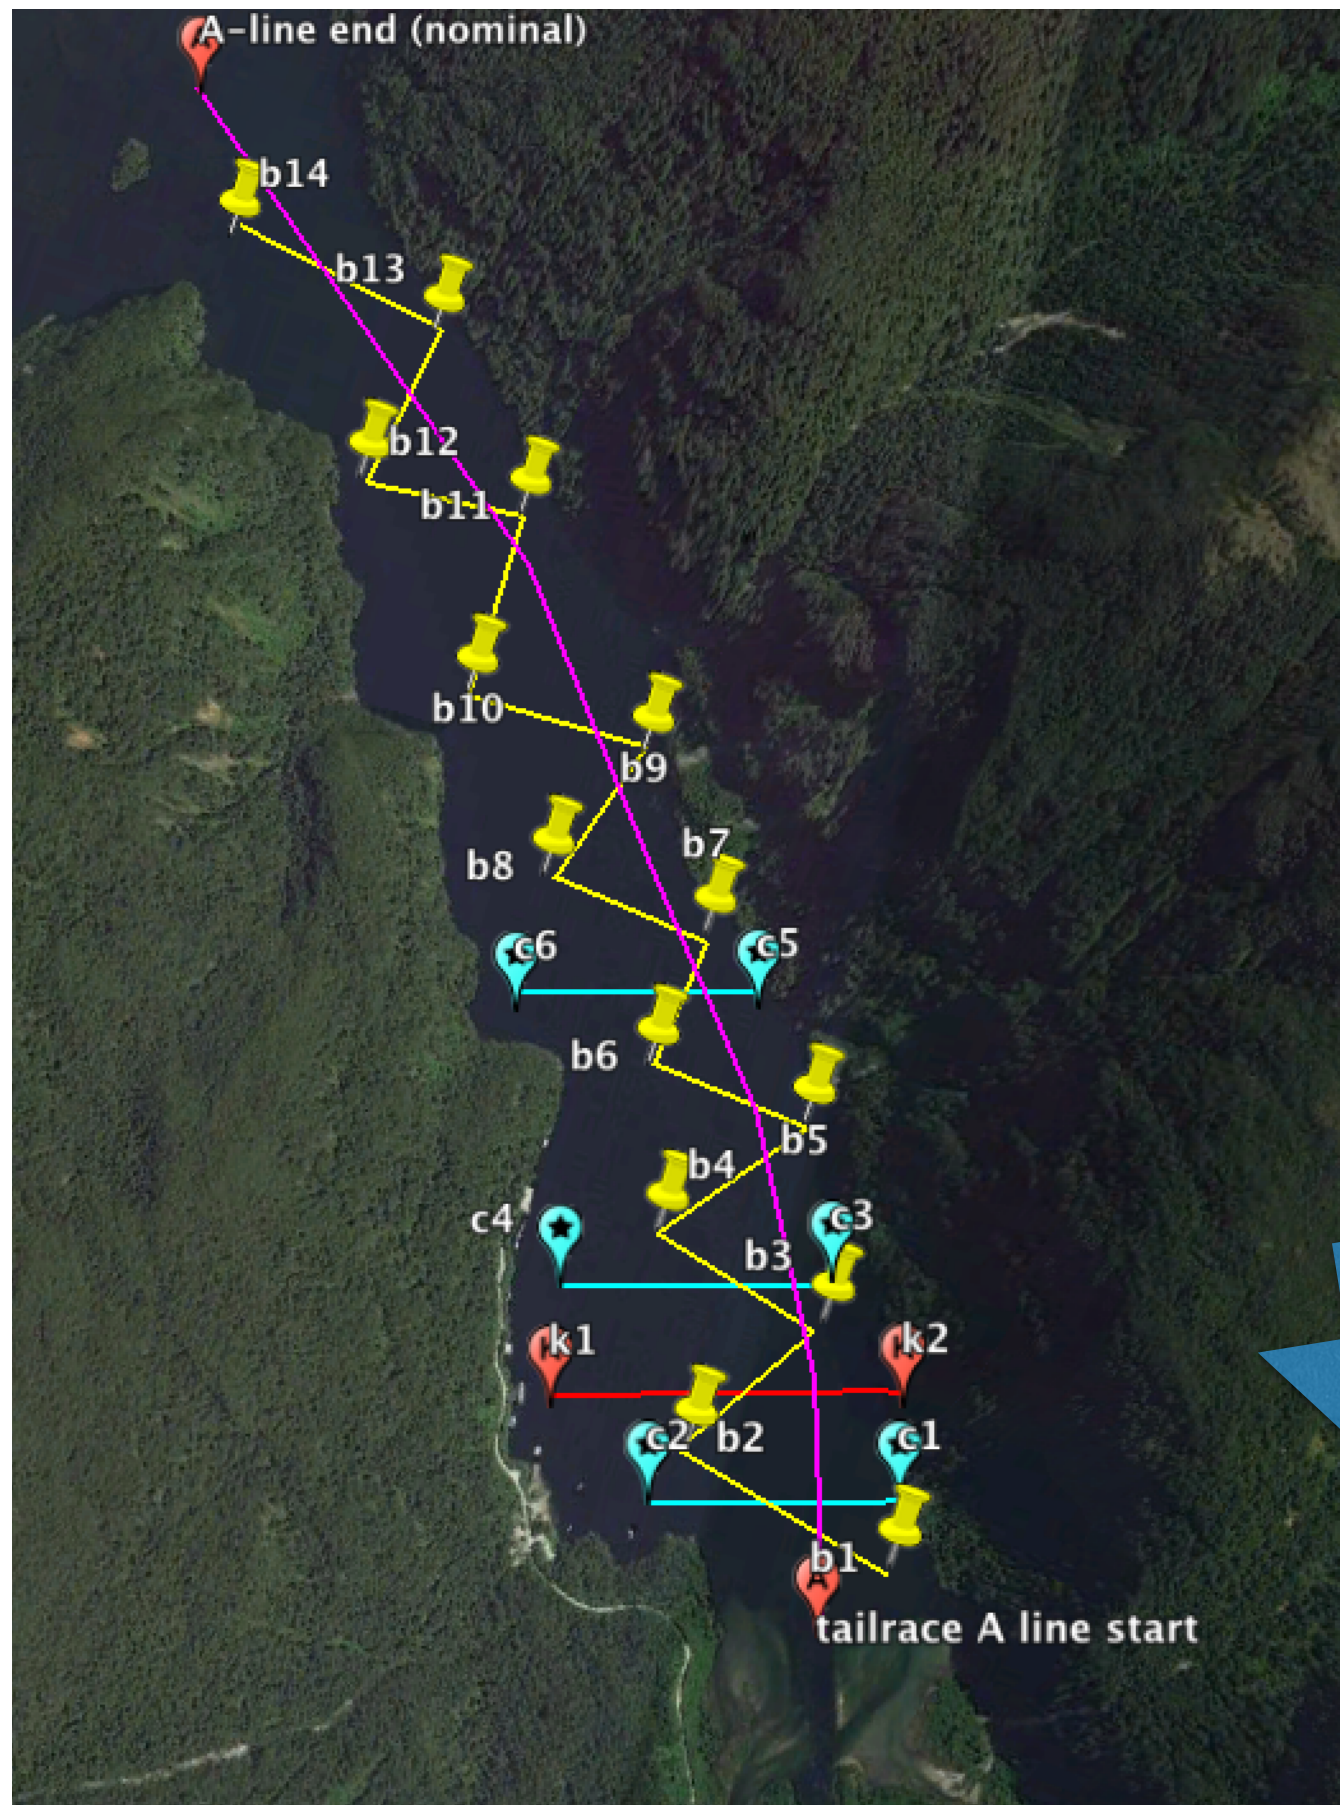 A-line end (nominal)
b14
b13
b12
b11
b10
b9
b7
b8
c6
c5
b6
b5
b4
c4
c3
b3
k1
k2
c2
b2
c1
b1
tailrace A line start